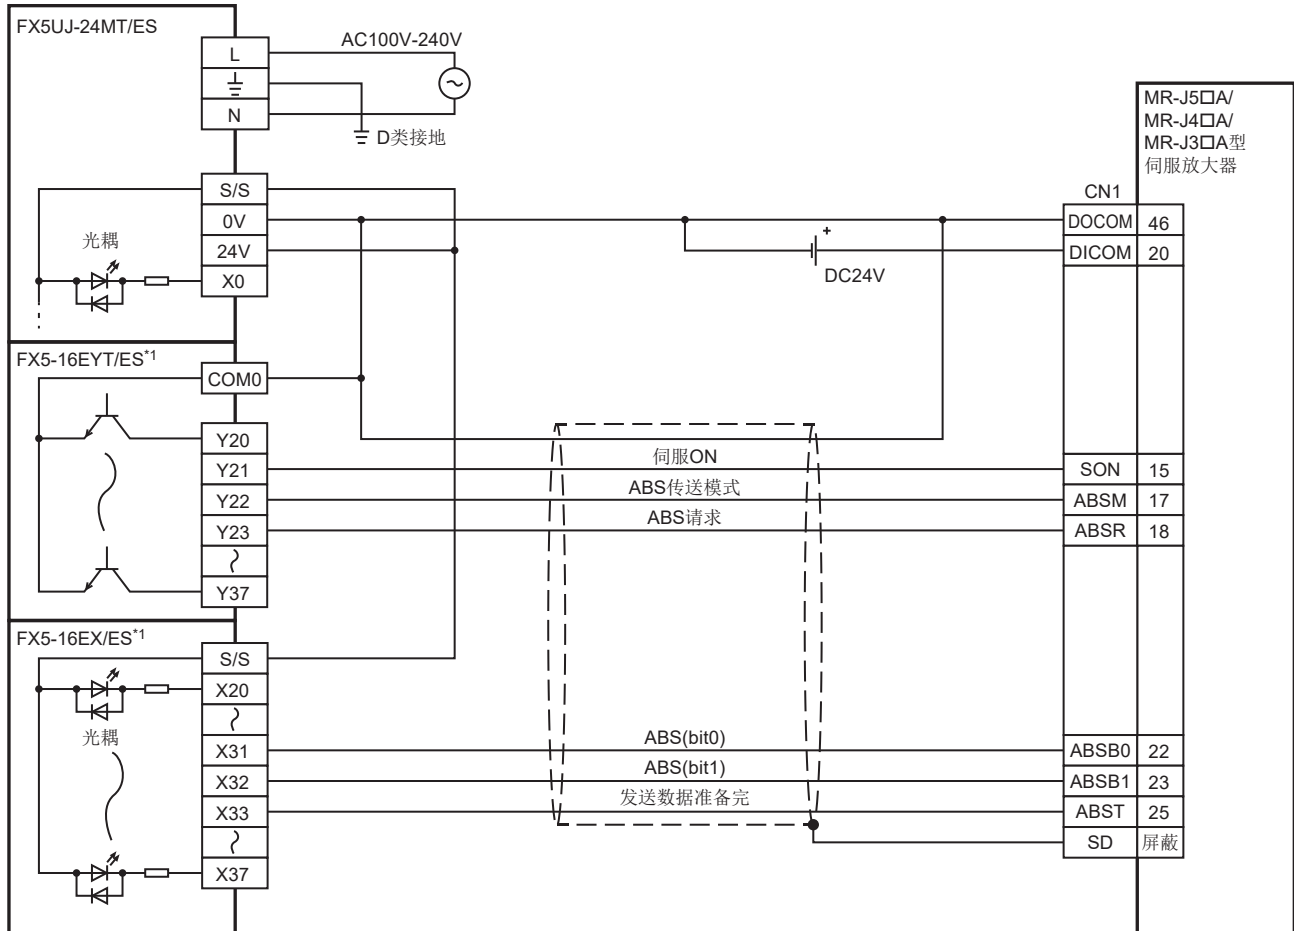 FX5UJ-24MT/ES
L
N
AC100V-240V
D类接地
S/S
0V
24V
X0
光耦
DC24V
+
MR-J5□A/
MR-J4□A/
MR-J3□A型
伺服放大器
CN1
DOCOM 46
DICOM 20
FX5-16EYT/ES*1
COM0
Y20
Y21 伺服ON SON 15
Y22 ABS传送模式 ABSM 17
Y23 ABS请求 ABSR 18
Y37
FX5-16EX/ES*1
S/S
X20
光耦
X31 ABS(bit0) ABSB0 22
X32 ABS(bit1) ABSB1 23
X33 发送数据准备完 ABST 25
SD 屏蔽
X37